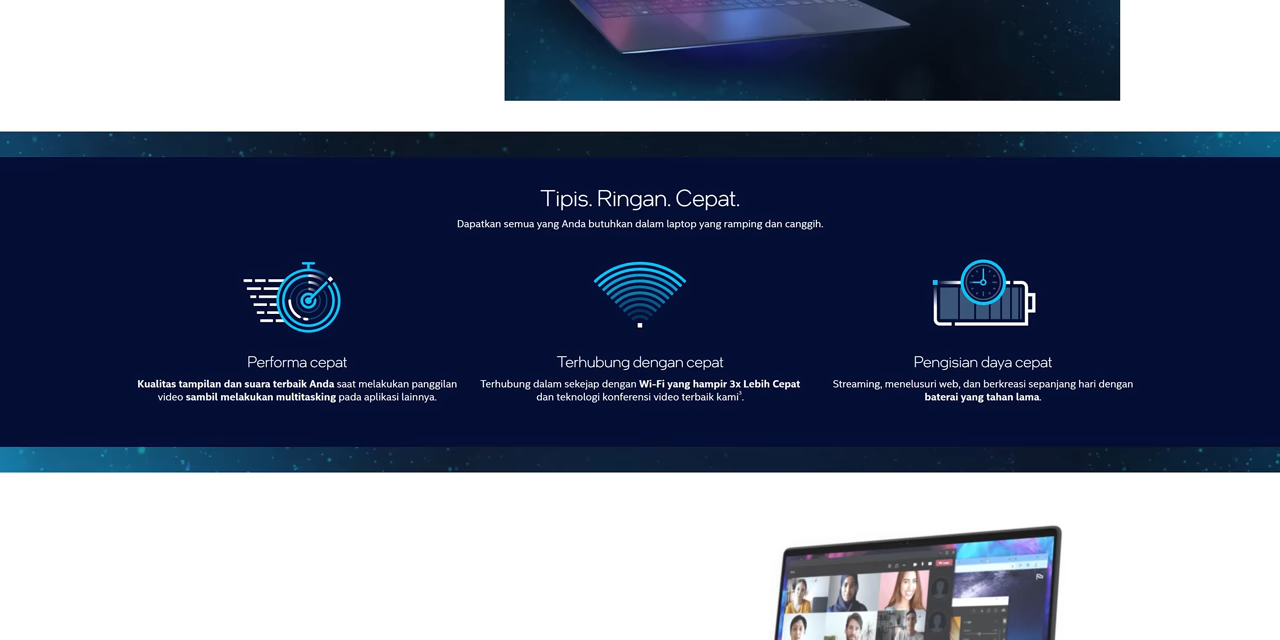 Tipis. Ringan. Cepat.
Dapatkan semua yang Anda butuhkan dalam laptop yang ramping dan canggih.
Performa cepat
Kualitas tampilan dan suara terbaik Anda saat melakukan panggilan
video sambil melakukan multitasking pada aplikasi lainnya.
Terhubung dengan cepat
Terhubung dalam sekejap dengan Wi-Fi yang hampir 3x Lebih Cepat
dan teknologi konferensi video terbaik kami³.
Pengisian daya cepat
Streaming, menelusuri web, dan berkreasi sepanjang hari dengan
baterai yang tahan lama.